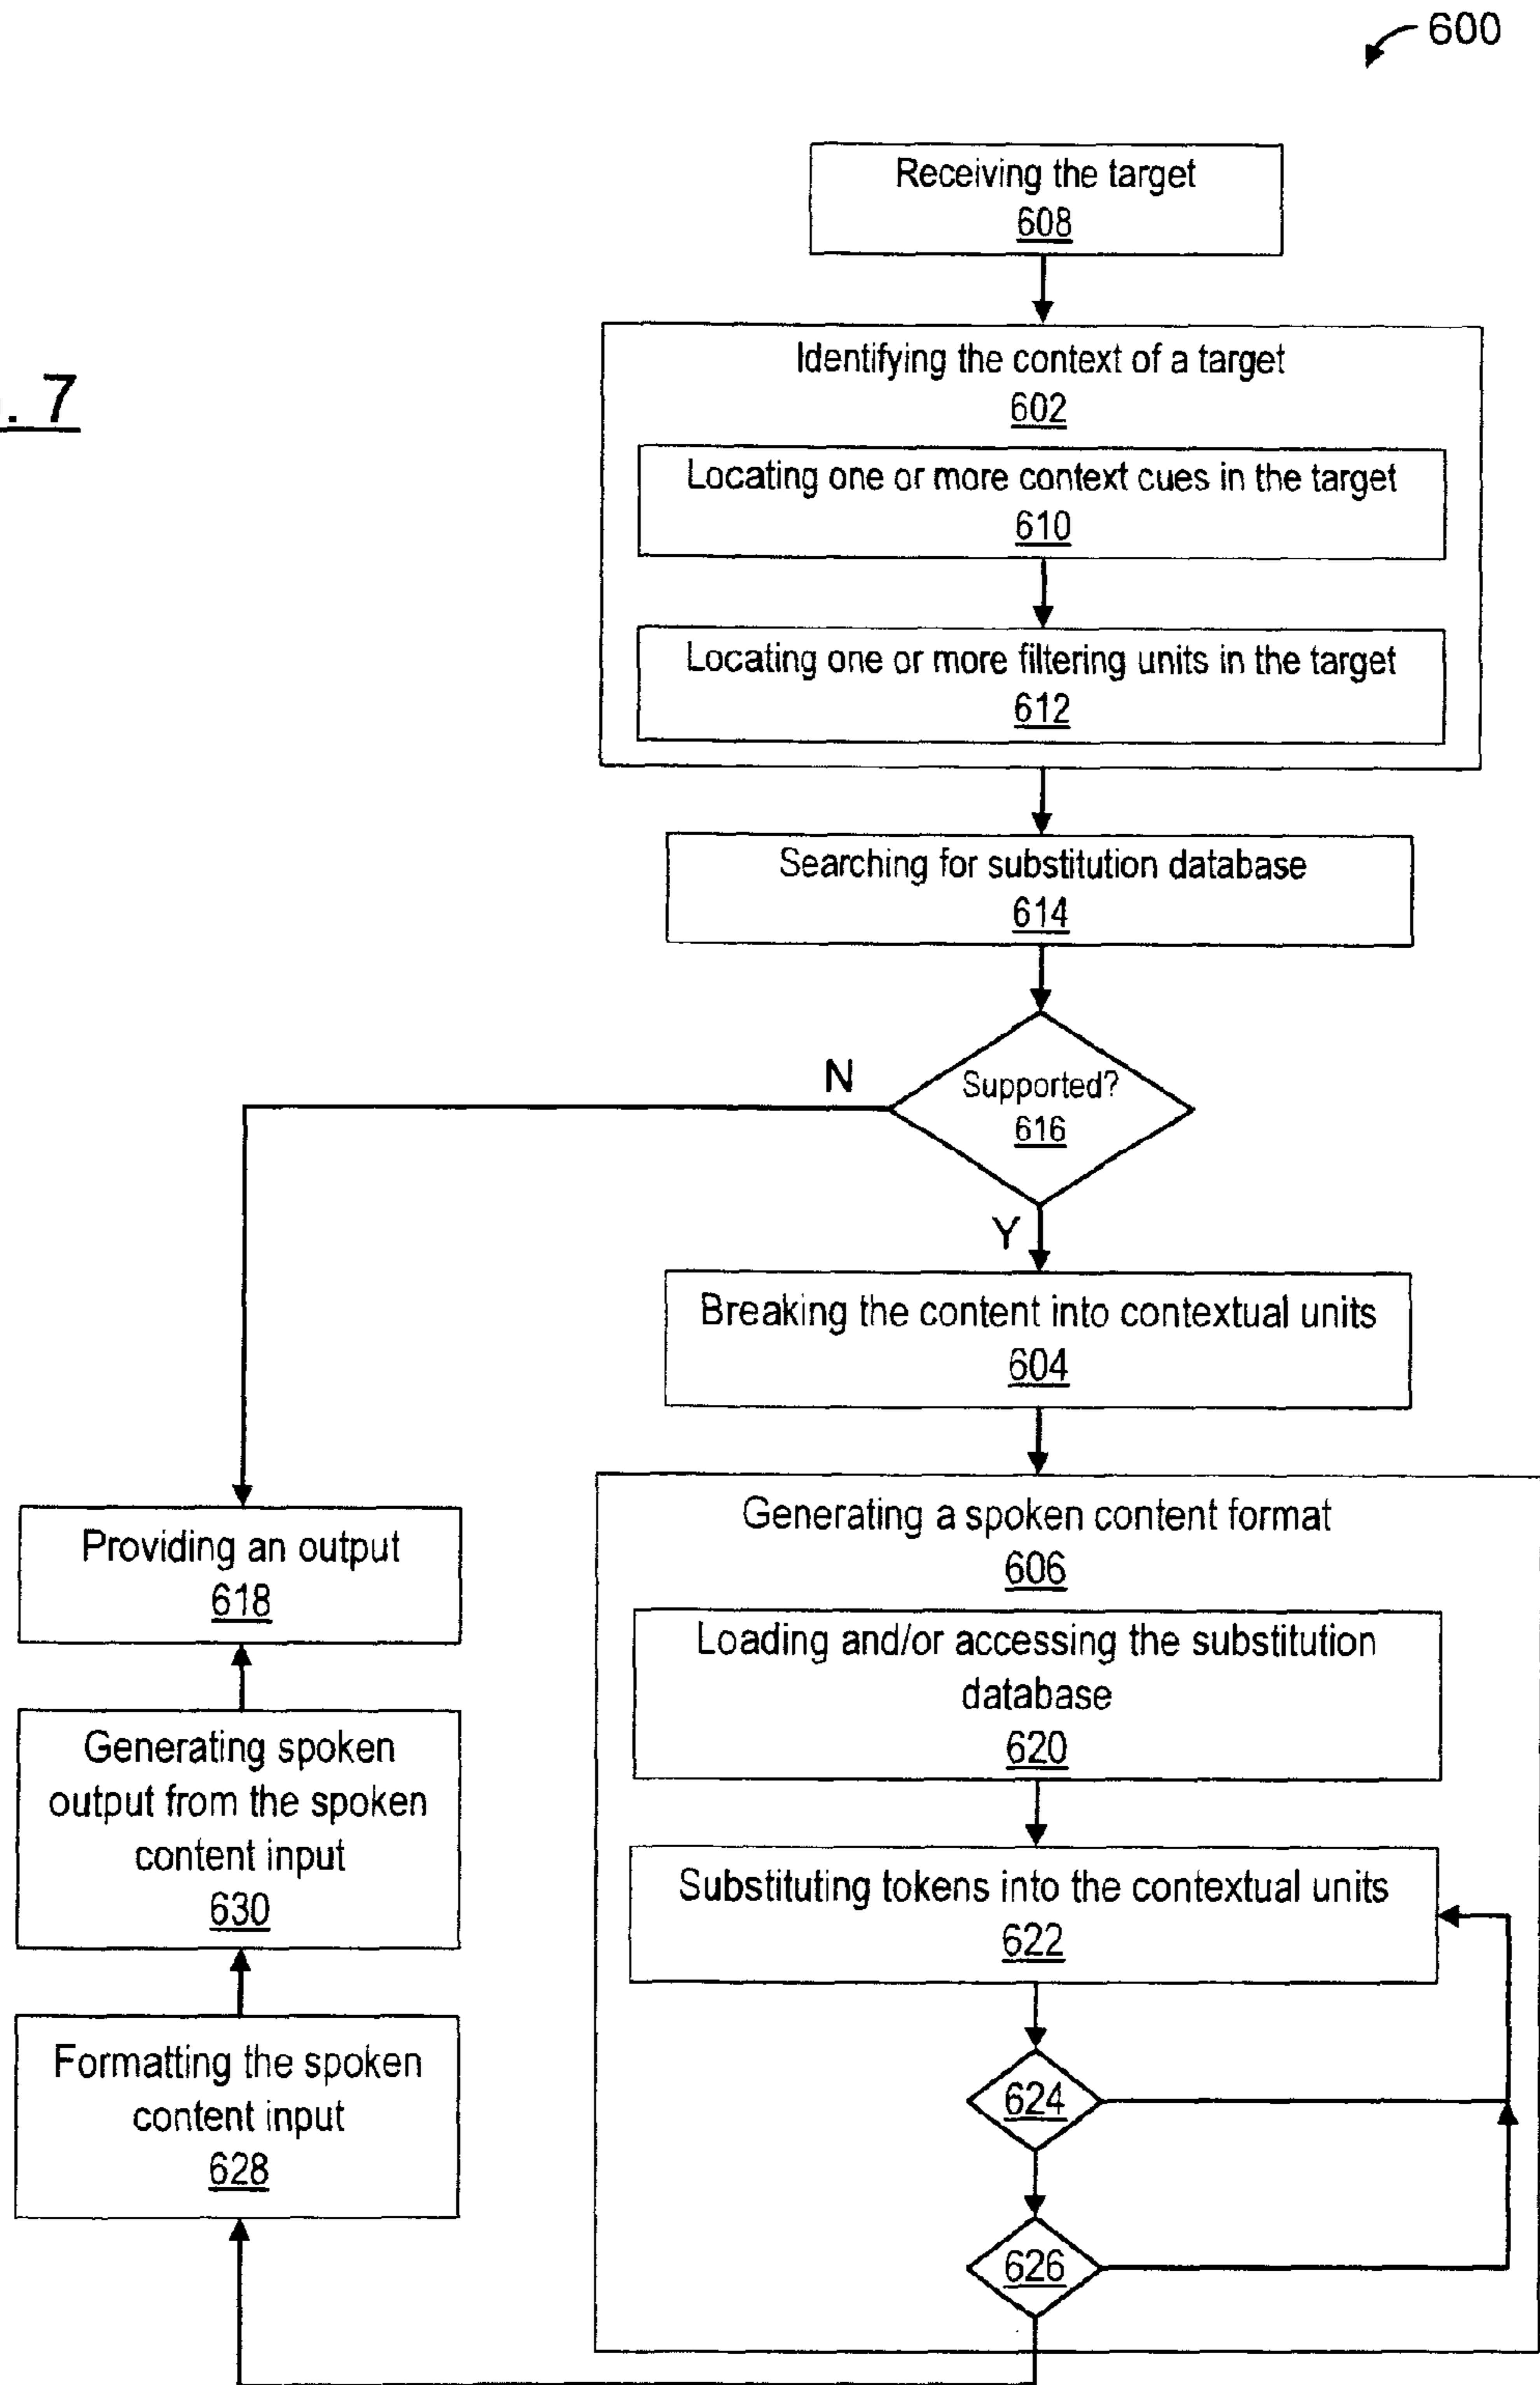 600
. 7
Receiving the target
608
Identifying the context of a target
602
Locating one or more context cues in the target
610
Locating one or more filtering units in the target
612
Searching for substitution database
614
N
Supported?
616
Y
Breaking the content into contextual units
604
Generating a spoken content format
606
Loading and/or accessing the substitution
database
620
Substituting tokens into the contextual units
622
624
626
Providing an output
618
Generating spoken
output from the spoken
content input
630
Formatting the spoken
content input
628